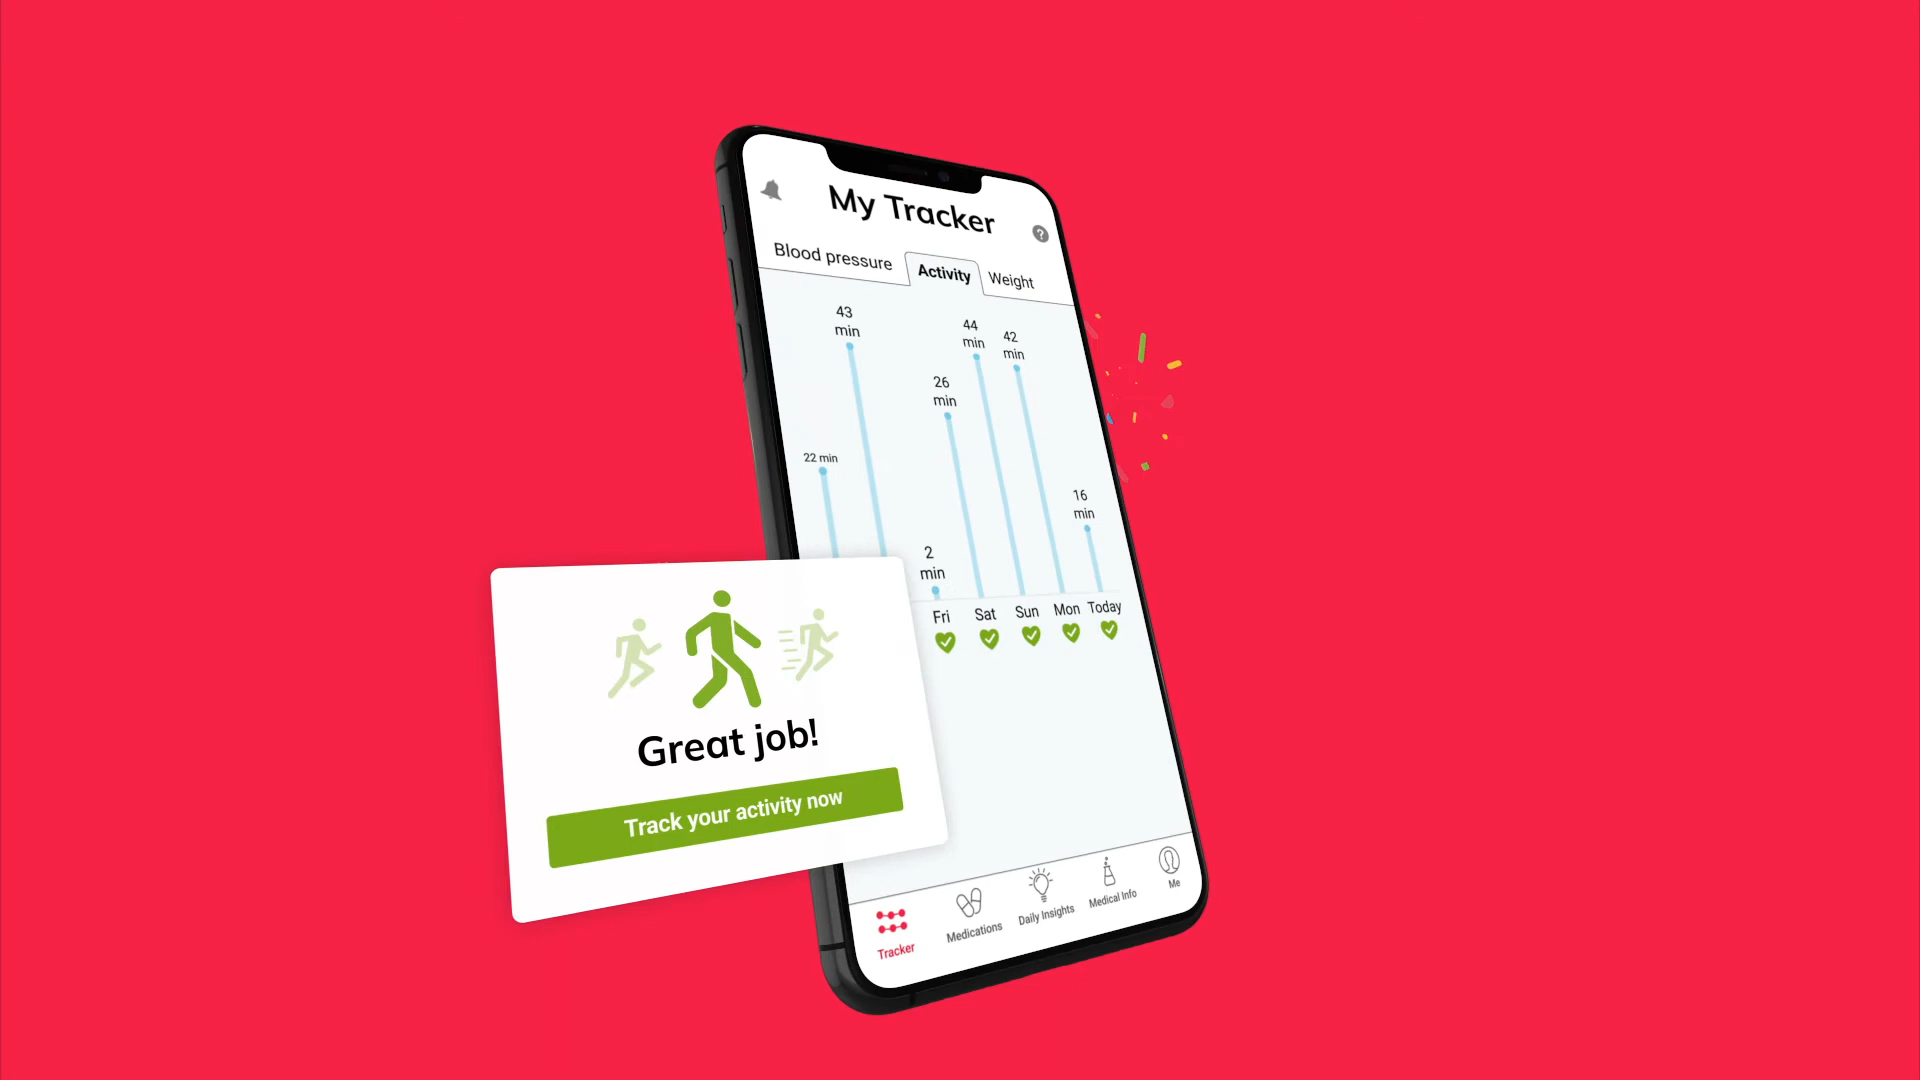 My Tracker
?
Blood pressure
Activity
Weight
43
min
44
min
42
min
26
min
22 min
16
min
2
min
Fri
Sat
Sun
Mon
Today
Great job!
Track your activity now
Tracker
Medications
Daily Insights
Medical Info
Me